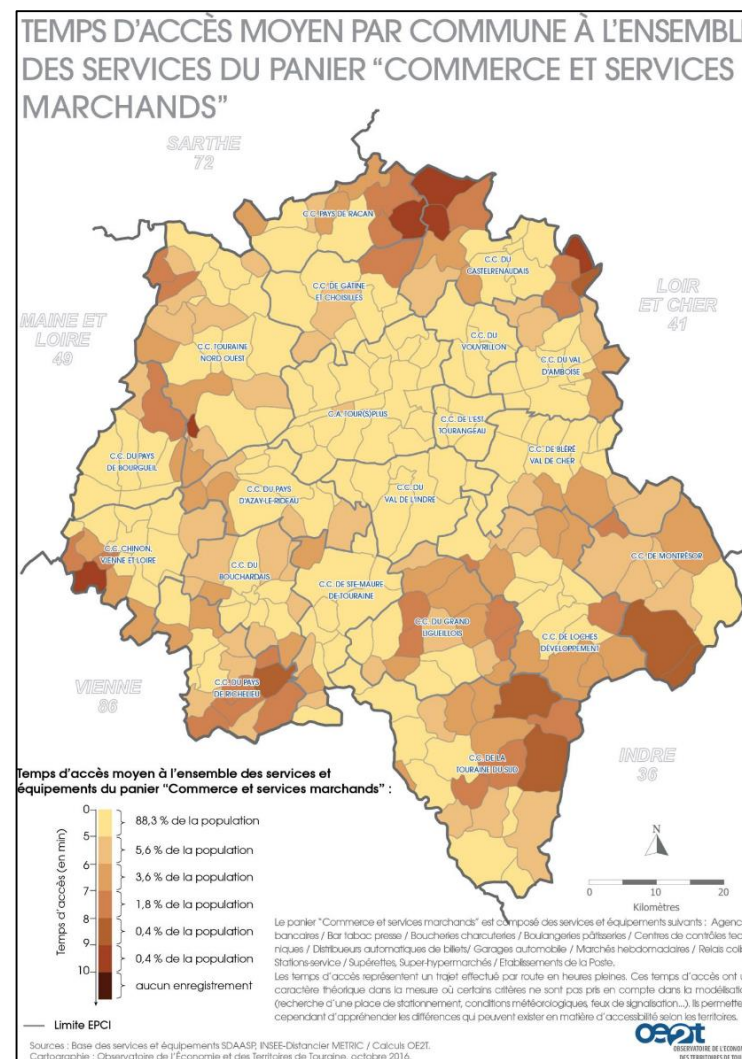 TEMPS D'ACCÈS MOYEN PAR COMMUNE À L'ENSEMBL
DES SERVICES DU PANIER "COMMERCE ET SERVICES
MARCHANDS"
SARTHE
72
C.C. PAYS DE RACAN
C.C. DU
CASTELRENAUDAIS
LOIR
ET CHER
41
C.C. DE GÂTINE
ET CHOISILLES
MAINE ET
LOIRE
49
C.C. TOURAINE
NORD OUEST
C.C. DU
VOUVRILLON
C.C. DU VAL
D'AMBOISE
C.A. TOUR(S)PLUS
C.C. DE L'EST
TOURANGEAU
C.C. DU PAYS
DE BOURGUEIL
C.C. DE BLÉRÉ
VAL DE CHER
C.C. DU PAYS
D'AZAY-LE-RIDEAU
C.C. DU
VAL DE L'INDRE
C.C. CHINON,
VIENNE ET LOIRE
C.C. DE MONTRÉSOR
C.C. DU
BOUCHARDAIS
C.C. DE STE-MAURE
DE TOURAINE
C.C. DU GRAND
LIGUEILLOIS
C.C. DE LOCHES
DÉVELOPPEMENT
VIENNE
86
C.C. DU PAYS
DE RICHELIEU
INDRE
36
C.C. DE LA
TOURAINE DU SUD
Temps d'accès moyen à l'ensemble des services et
équipements du panier "Commerce et services marchands" :
Temps d'accès (en min)
0
88,3 % de la population
5
5,6 % de la population
6
3,6 % de la population
7
1,8 % de la population
8
0,4 % de la population
9
0,4 % de la population
10
aucun enregistrement
Limite EPCI
N
0 10 20
Kilomètres
Le panier "Commerce et services marchands" est composé des services et équipements suivants : Agenc
bancaires / Bar tabac presse / Boucheries charcuteries / Boulangeries pâtisseries / Centres de contrôles tec
niques / Distributeurs automatiques de billets/ Garages automobile / Marchés hebdomadaires / Relais coli
Stations-service / Supérettes, Super-hypermarchés / Etablissements de la Poste.
Les temps d'accès représentent un trajet effectué par route en heures pleines. Ces temps d'accès ont u
caractère théorique dans la mesure où certains critères ne sont pas pris en compte dans la modélisati
(recherche d'une place de stationnement, conditions météorologiques, feux de signalisation...). Ils permette
cependant d'appréhender les différences qui peuvent exister en matière d'accessibilité selon les territoires.
Sources : Base des services et équipements SDAASP, INSEE-Distancier METRIC / Calculs OE2T.
Cartographie : Observatoire de l'Économie et des Territoires de Touraine, octobre 2016
oe2t
OBSERVATOIRE DE L'ÉCONO
DES TERRITOIRES DE T